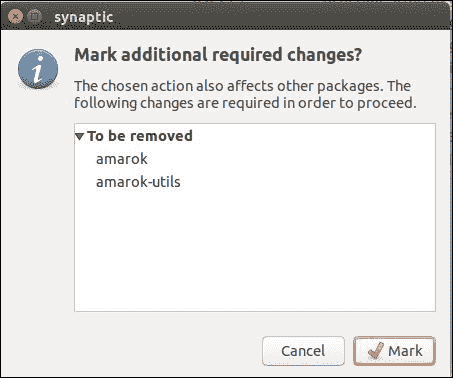 synaptic
Mark additional required changes?
The chosen action also affects other packages. The
following changes are required in order to proceed.
To be removed
amarok
amarok-utils
Cancel
Mark